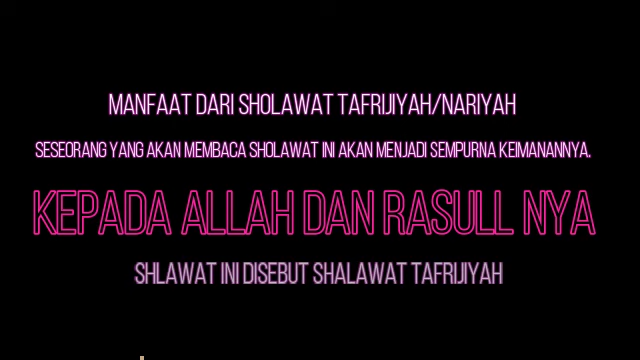 MANFAAT DARI SHOLAWAT TAFRIJIYAH/NARIYAH
SESEORANG YANG AKAN MEMBACA SHOLAWAT INI AKAN MENJADI SEMPURNA KEIMANANNYA.
KEPADA ALLAH DAN RASULL NYA
SHLAWAT INI DISEBUT SHALAWAT TAFRIJIYAH